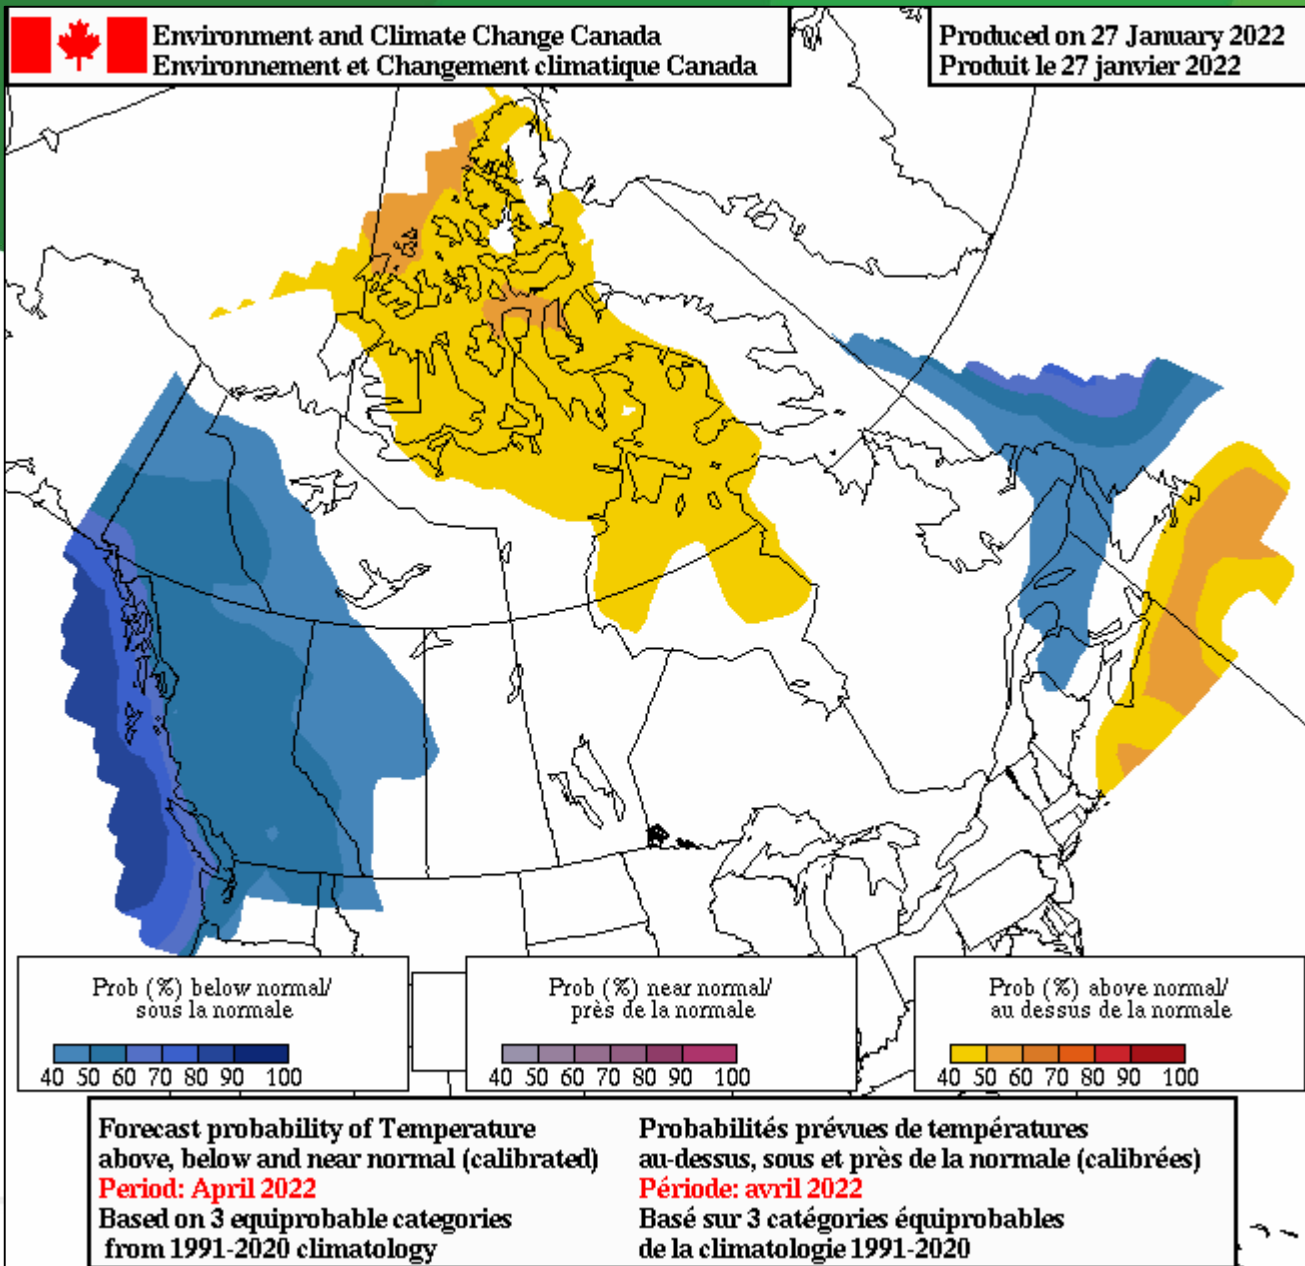 Environment and Climate Change Canada
Environnement et Changement climatique Canada
Produced on 27 January 2022
Produit le 27 janvier 2022
Prob (%) below normal/
sous la normale
40 50 60 70 80 90 100
Prob (%) near normal/
près de la normale
40 50 60 70 80 90 100
Prob (%) above normal/
au dessus de la normale
40 50 60 70 80 90 100
Forecast probability of Temperature
above, below and near normal (calibrated)
Period: April 2022
Based on 3 equiprobable categories
from 1991-2020 climatology
Probabilités prévues de températures
au-dessus, sous et près de la normale (calibrées)
Période: avril 2022
Basé sur 3 catégories équiprobables
de la climatologie 1991-2020